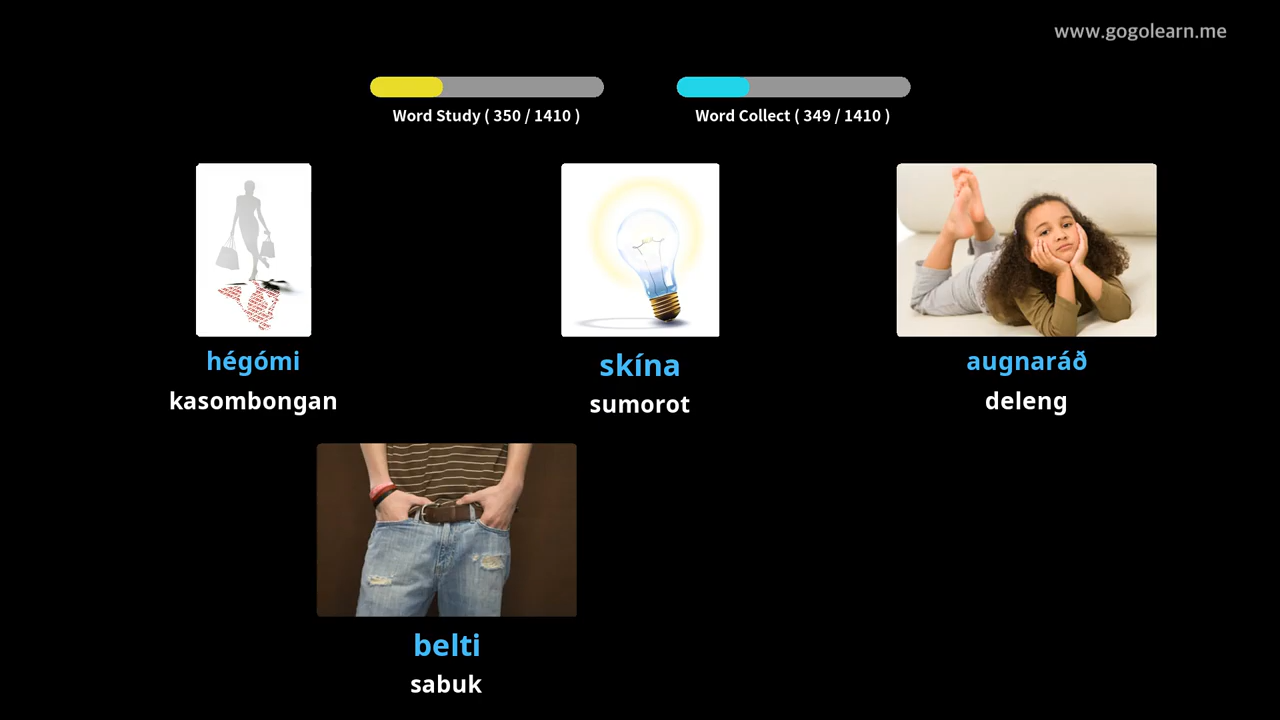 www.gogolearn.me
Word Study ( 350 / 1410 )
Word Collect ( 349 / 1410 )
hégómi
kasombongan
skína
sumorot
augnaráð
deleng
belti
sabuk